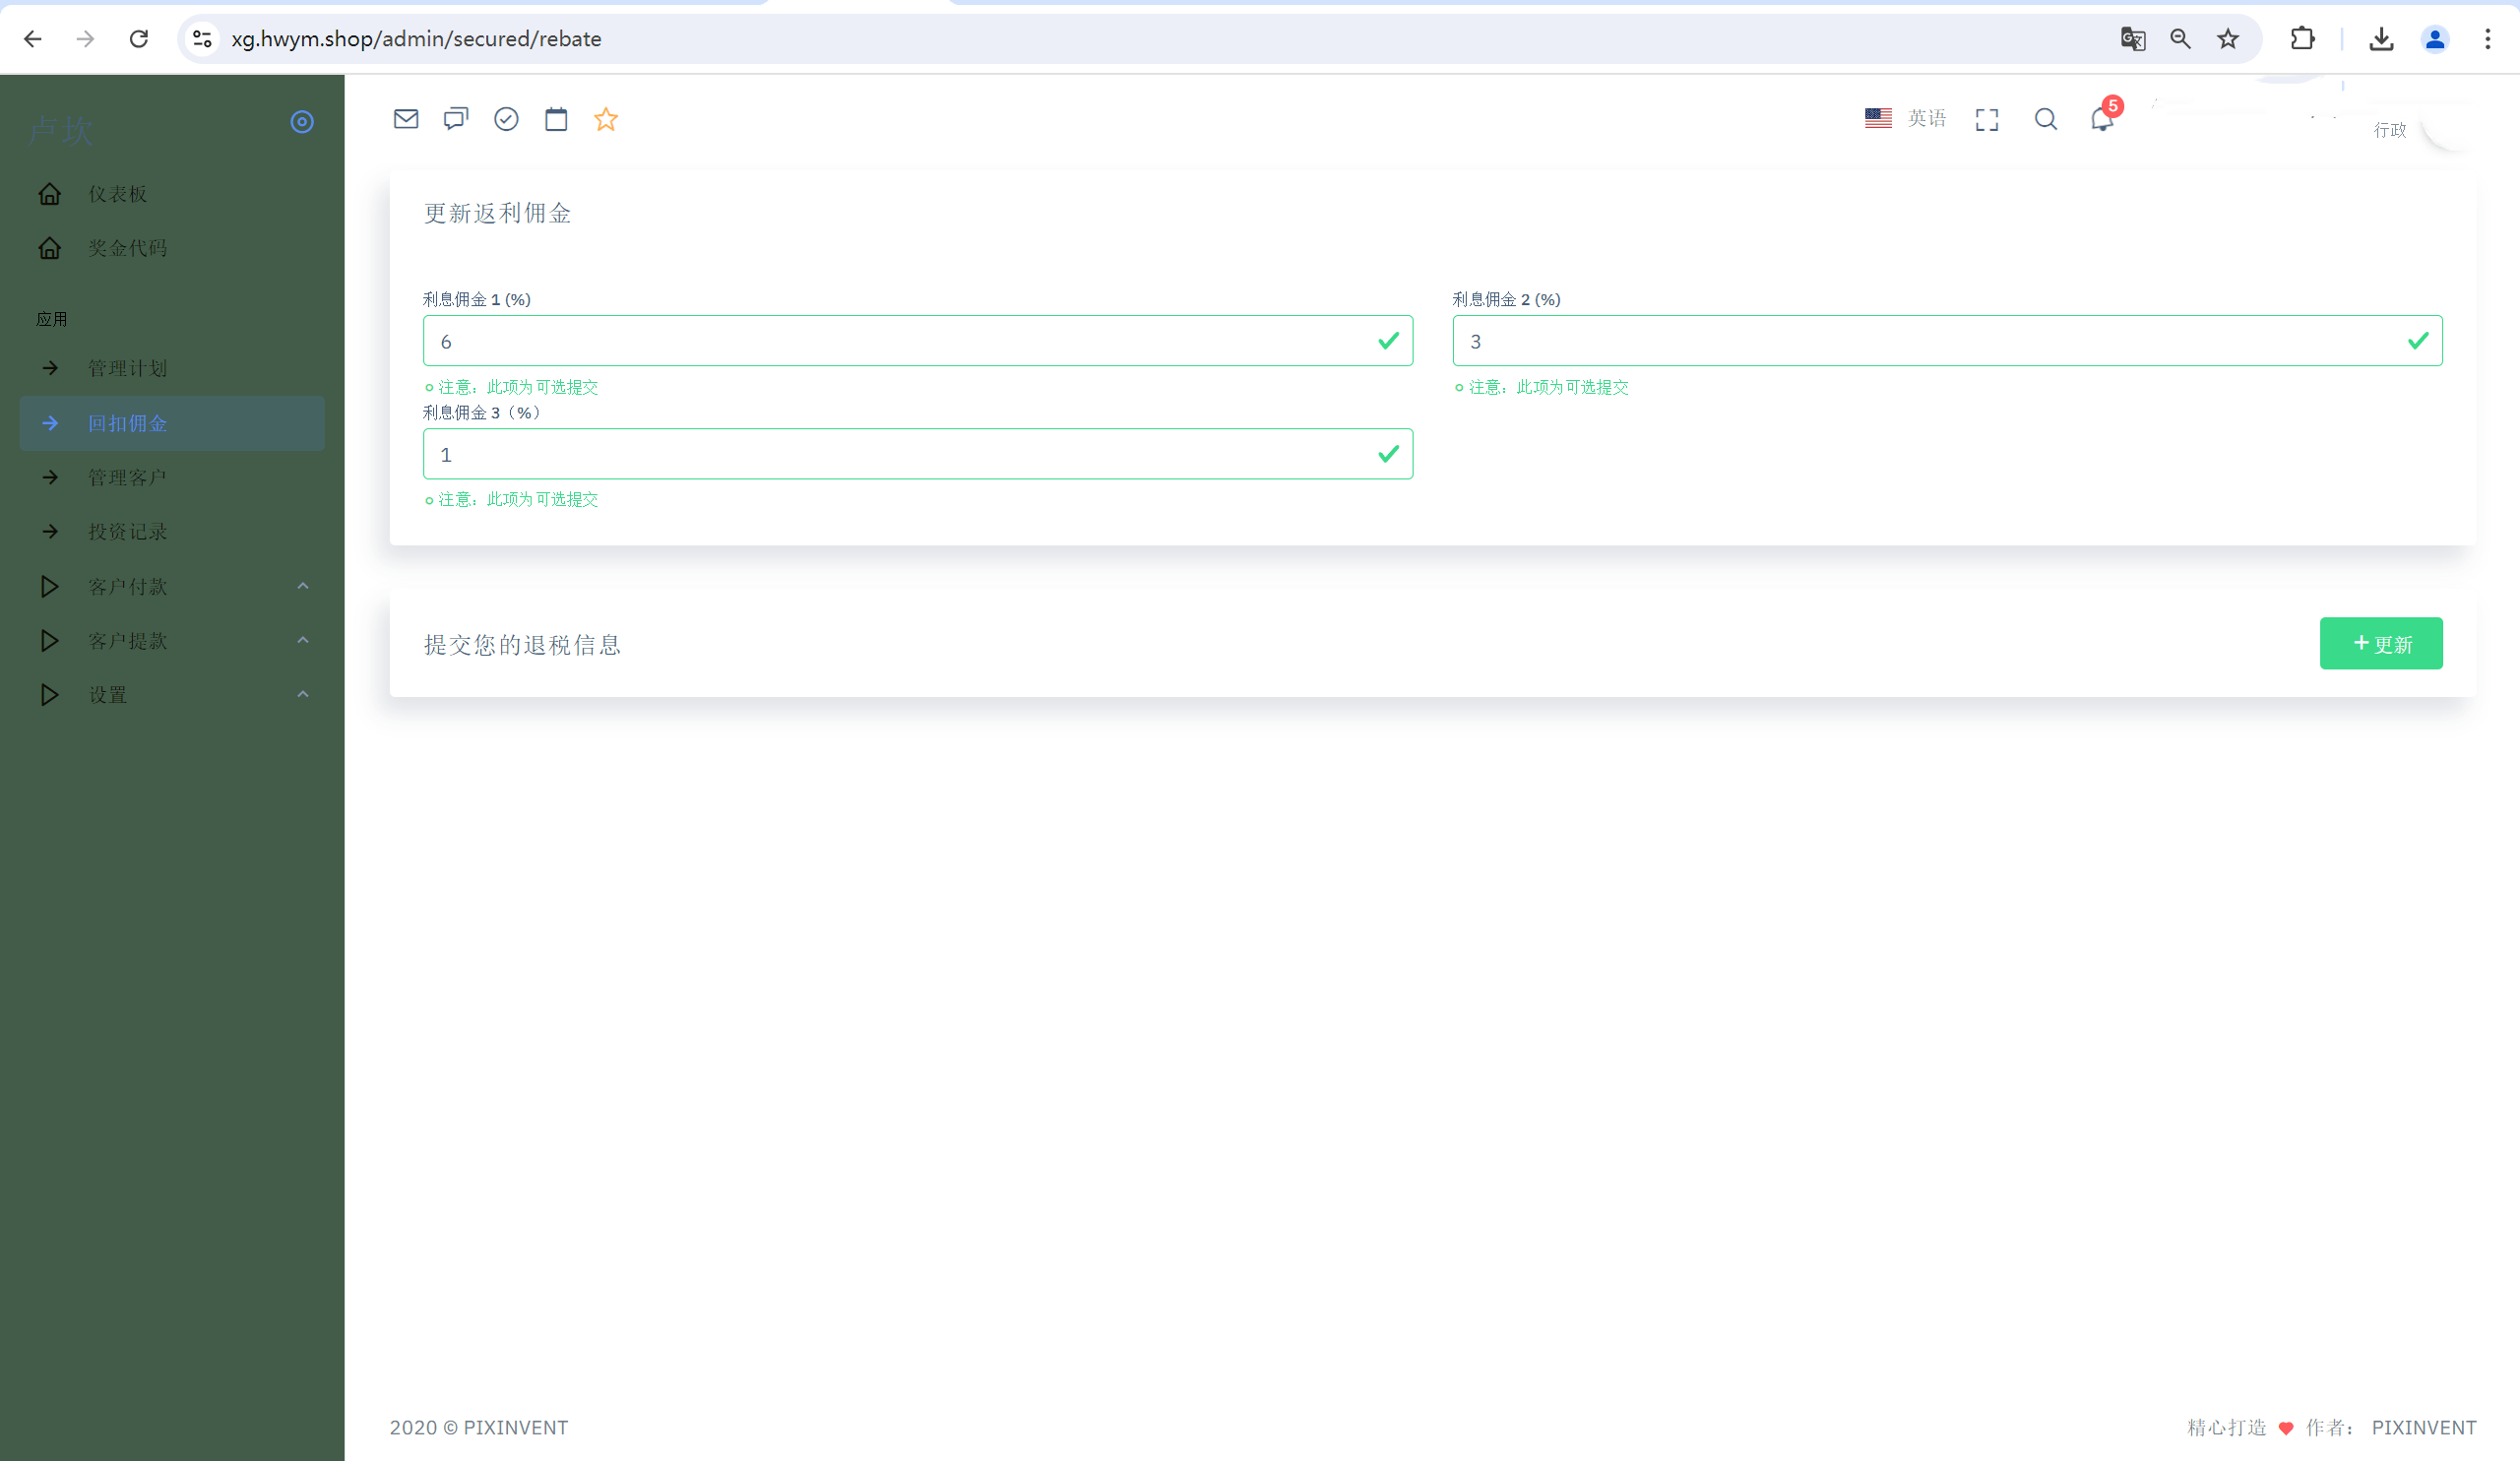 xg.hwym.shop/admin/secured/rebate
卢坎
英语
5
行政
仪表板
奖金代码
应用
管理计划
回扣佣金
管理客户
投资记录
客户付款
客户提款
设置
更新返利佣金
利息佣金 1 (%)
利息佣金 2 (%)
6
3
注意：此项为可选提交
注意：此项为可选提交
利息佣金 3（%）
1
注意：此项为可选提交
提交您的退税信息
+ 更新
2020 © PIXINVENT
精心打造 ♥ 作者： PIXINVENT